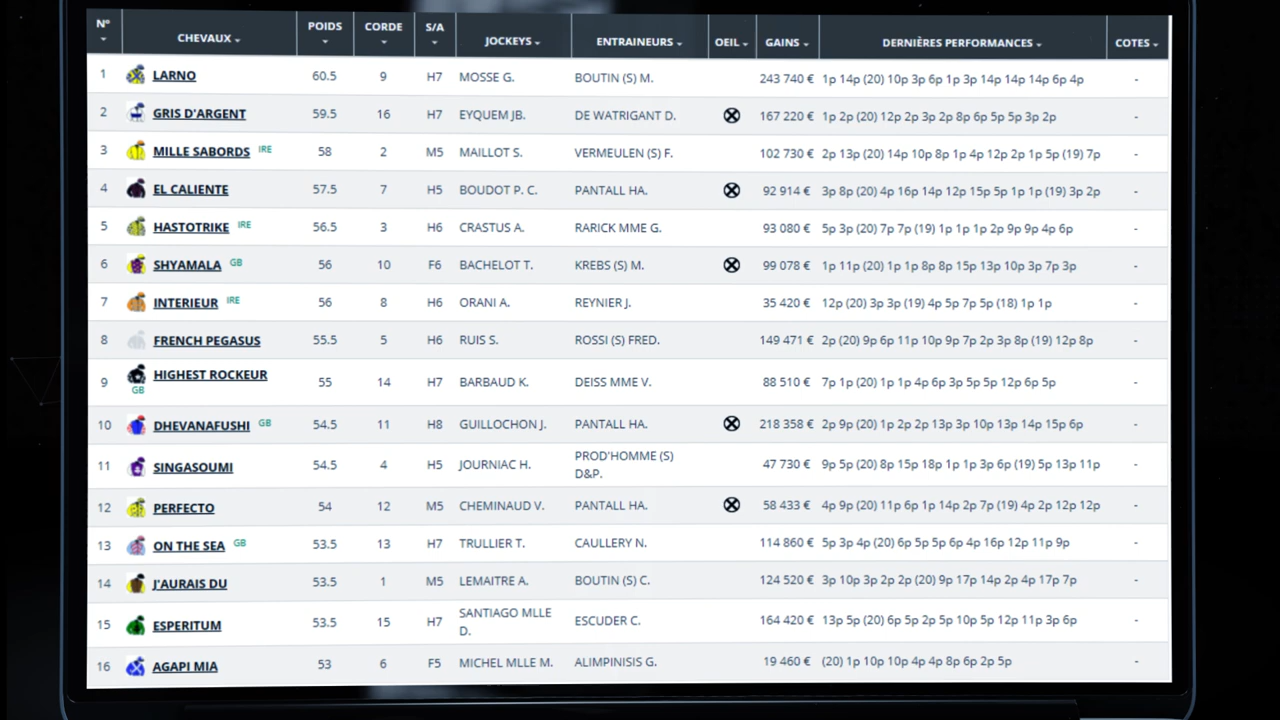 N° CHEVAUX POIDS CORDE S/A JOCKEYS ENTRAINEURS OEIL GAINS DERNIÈRES PERFORMANCES COTES
1 LARNO 60.5 9 H7 MOSSE G. BOUTIN (S) M. 243 740 € 1p 14p (20) 10p 3p 6p 1p 3p 14p 14p 14p 6p 4p -
2 GRIS D'ARGENT 59.5 16 H7 EYQUEM JB. DE WATRIGANT D. 167 220 € 1p 2p (20) 12p 2p 3p 2p 8p 6p 5p 5p 3p 2p -
3 MILLE SABORDS IRE 58 2 M5 MAILLOT S. VERMEULEN (S) F. 102 730 € 2p 13p (20) 14p 10p 8p 1p 4p 12p 2p 1p 5p (19) 7p -
4 EL CALIENTE 57.5 7 H5 BOUDOT P. C. PANTALL HA. 92 914 € 3p 8p (20) 4p 16p 14p 12p 15p 5p 1p 1p (19) 3p 2p -
5 HASTOTRIKE IRE 56.5 3 H6 CRASTUS A. RARICK MME G. 93 080 € 5p 3p (20) 7p 7p (19) 1p 1p 1p 2p 9p 9p 4p 6p -
6 SHYAMALA GB 56 10 F6 BACHELOT T. KREBS (S) M. 99 078 € 1p 11p (20) 1p 1p 8p 8p 15p 13p 10p 3p 7p 3p -
7 INTERIEUR IRE 56 8 H6 ORANI A. REYNIER J. 35 420 € 12p (20) 3p 3p (19) 4p 5p 7p 5p (18) 1p 1p -
8 FRENCH PEGASUS 55.5 5 H6 RUIS S. ROSSI (S) FRED. 149 471 € 2p (20) 9p 6p 11p 10p 9p 7p 2p 3p 8p (19) 12p 8p -
9 HIGHEST ROCKEUR 55 14 H7 BARBAUD K. DEISS MME V. 88 510 € 7p 1p (20) 1p 1p 4p 6p 3p 5p 5p 12p 6p 5p -
GB
10 DHEVANAFUSHI GB 54.5 11 H8 GUILLOCHON J. PANTALL HA. 218 358 € 2p 9p (20) 1p 2p 2p 13p 3p 10p 13p 14p 15p 6p -
11 SINGASOUMI 54.5 4 H5 JOURNIAC H. PROD'HOMME (S) 47 730 € 9p 5p (20) 8p 15p 18p 1p 1p 3p 6p (19) 5p 13p 11p -
D&P.
12 PERFECTO 54 12 M5 CHEMINAUD V. PANTALL HA. 58 433 € 4p 9p (20) 11p 6p 1p 14p 2p 7p (19) 4p 2p 12p 12p -
13 ON THE SEA GB 53.5 13 H7 TRULLIER T. CAULLERY N. 114 860 € 5p 3p 4p (20) 6p 5p 5p 6p 4p 16p 12p 11p 9p -
14 J'AURAIS DU 53.5 1 M5 LEMAITRE A. BOUTIN (S) C. 124 520 € 3p 10p 3p 2p 2p (20) 9p 17p 14p 2p 4p 17p 7p -
15 ESPERITUM 53.5 15 H7 SANTIAGO MLLE ESCUDER C. 164 420 € 13p 5p (20) 6p 5p 2p 5p 10p 5p 12p 11p 3p 6p -
D.
16 AGAPI MIA 53 6 F5 MICHEL MLLE M. ALIMPINISIS G. 19 460 € (20) 1p 10p 10p 4p 4p 8p 6p 2p 5p -